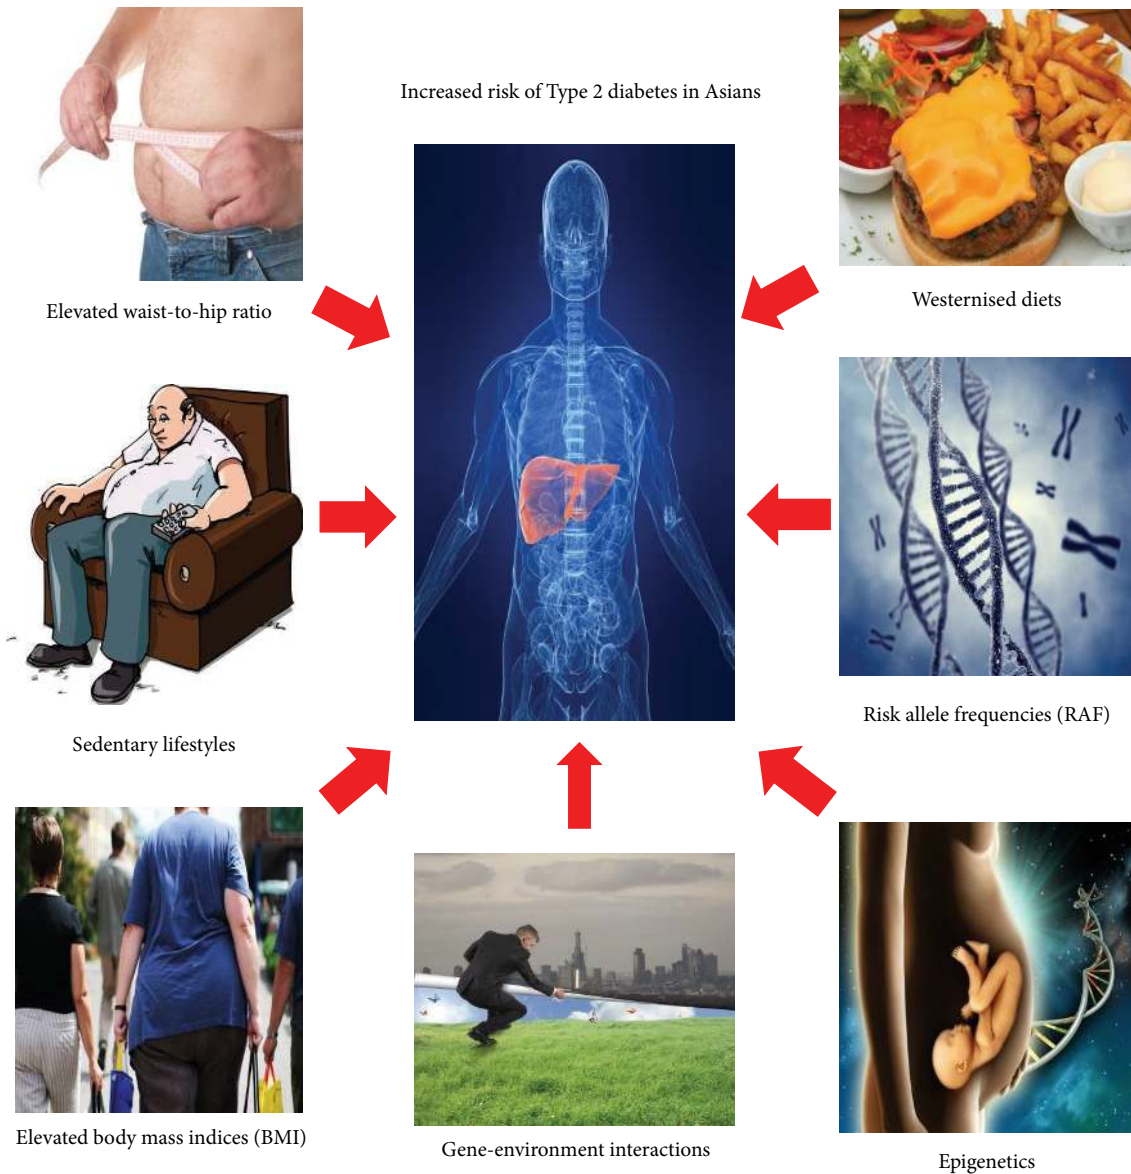 Increased risk of Type 2 diabetes in Asians
Elevated waist-to-hip ratio
Westernised diets
Sedentary lifestyles
Risk allele frequencies (RAF)
Elevated body mass indices (BMI)
Gene-environment interactions
Epigenetics